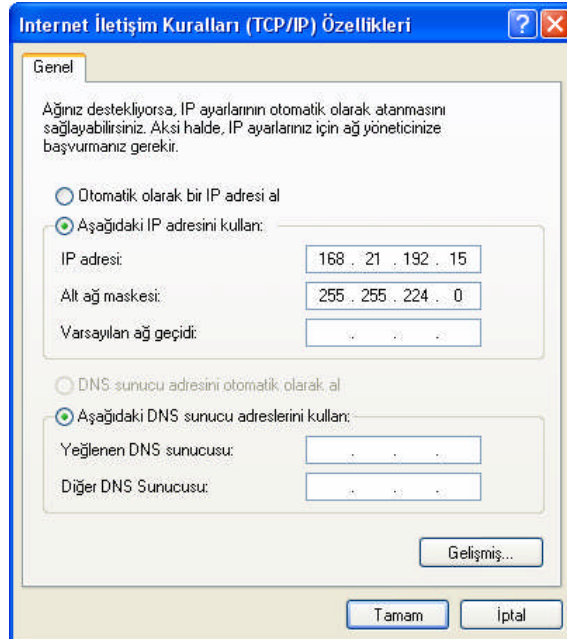 Internet İletişim Kuralları (TCP/IP) Özellikleri
Genel
Ağınız destekliyorsa, IP ayarlarının otomatik olarak atanmasını
sağlayabilirsiniz. Aksi halde, IP ayarlarınız için ağ yöneticinize
başvurmanız gerekir.
Otomatik olarak bir IP adresi al
Aşağıdaki IP adresini kullan:
IP adresi: 168 . 21 . 192 . 15
Alt ağ maskesi: 255 . 255 . 224 . 0
Varsayılan ağ geçidi: . . .
DNS sunucu adresini otomatik olarak al
Aşağıdaki DNS sunucu adreslerini kullan:
Yeğlenen DNS sunucusu: . . .
Diğer DNS Sunucusu: . . .
Gelişmiş...
Tamam İptal